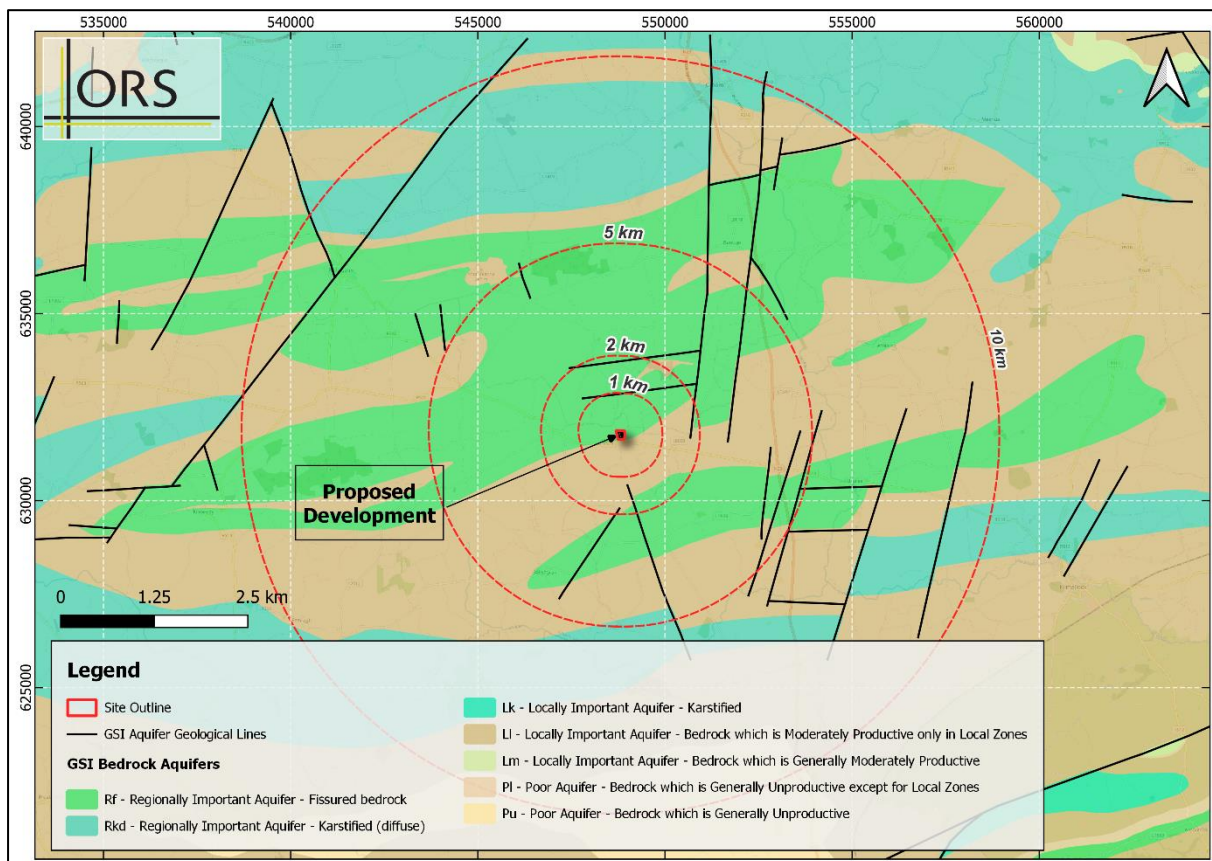 535000 540000 545000 550000 555000 560000
ORS
640000
635000
630000
625000
5 km
2 km
1 km
10 km
Proposed
Development
0 1.25 2.5 km
Legend
Site Outline
GSI Aquifer Geological Lines
GSI Bedrock Aquifers
Rf - Regionally Important Aquifer - Fissured bedrock
Rkd - Regionally Important Aquifer - Karstified (diffuse)
Lk - Locally Important Aquifer - Karstified
Ll - Locally Important Aquifer - Bedrock which is Moderately Productive only in Local Zones
Lm - Locally Important Aquifer - Bedrock which is Generally Moderately Productive
Pl - Poor Aquifer - Bedrock which is Generally Unproductive except for Local Zones
Pu - Poor Aquifer - Bedrock which is Generally Unproductive